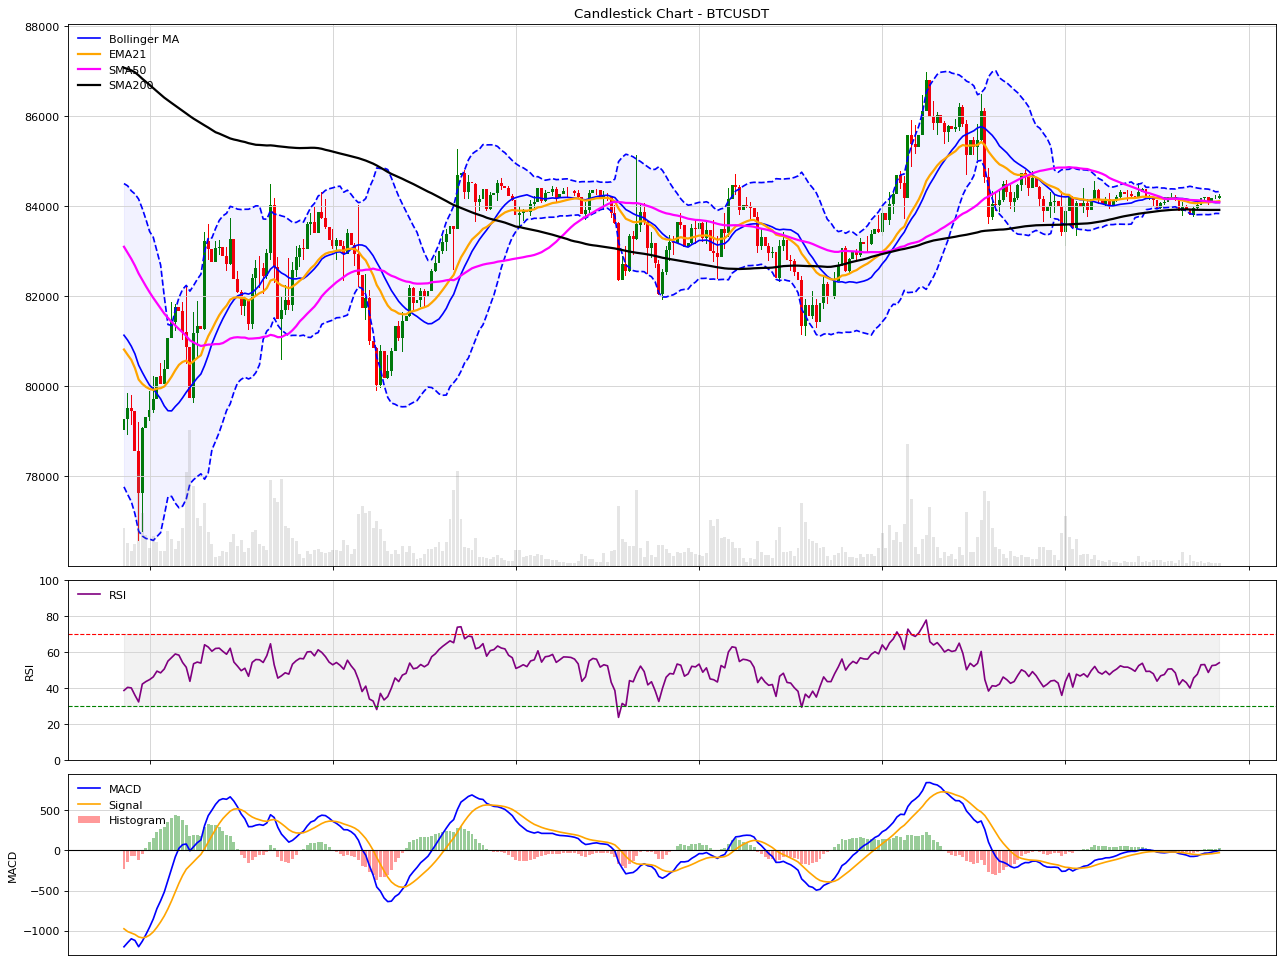 Candlestick Chart - BTCUSDT
88000
86000
84000
82000
80000
78000
Bollinger MA
EMA21
SMA50
SMA200
100
80
60
40
20
0
RSI
RSI
500
0
−500
−1000
MACD
MACD
Signal
Histogram